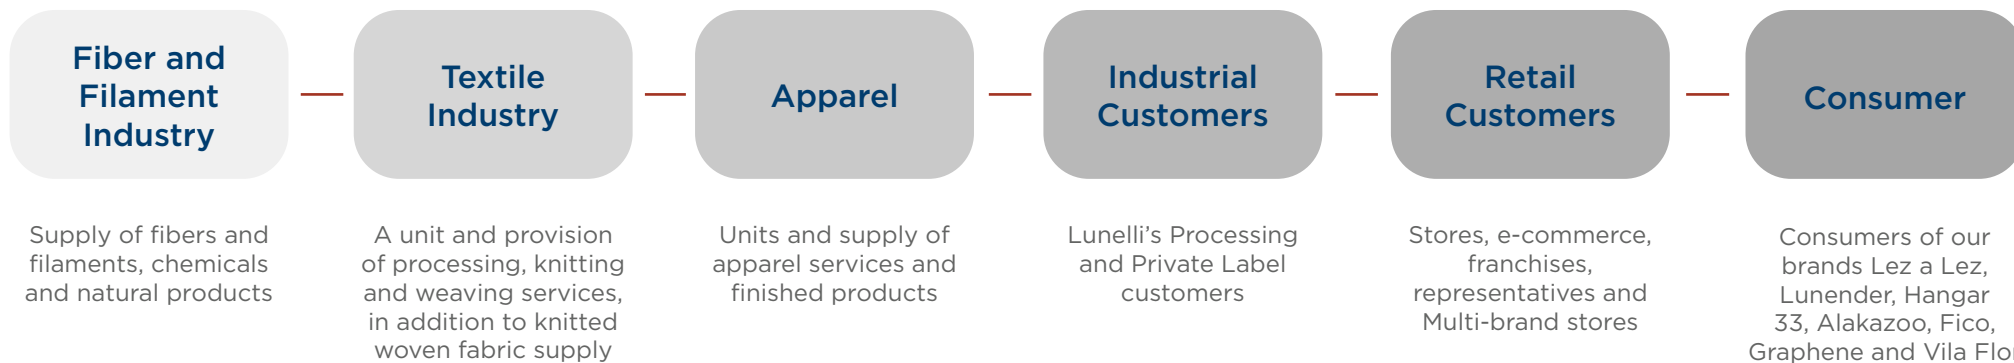 Fiber and
Filament
Industry
Textile
Industry
Apparel
Industrial
Customers
Retail
Customers
Consumer
Supply of fibers and
filaments, chemicals
and natural products
A unit and provision
of processing, knitting
and weaving services,
in addition to knitted
woven fabric supply
Units and supply of
apparel services and
finished products
Lunelli's Processing
and Private Label
customers
Stores, e-commerce,
franchises,
representatives and
Multi-brand stores
Consumers of our
brands Lez a Lez,
Lunender, Hangar
33, Alakazoo, Fico,
Graphene and Vila Flor